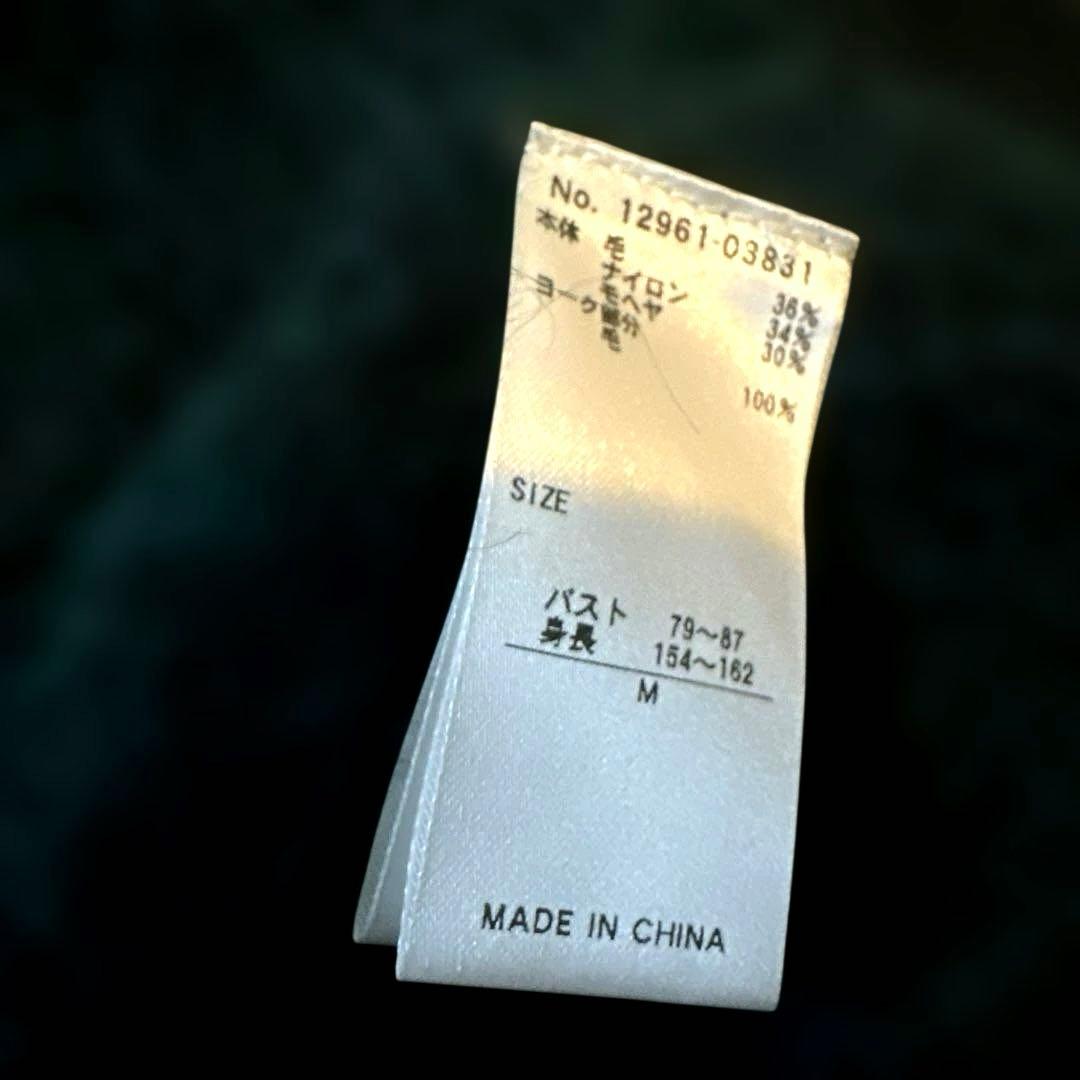 No. 12961-03831
本体 毛 36%
ナイロン 34%
モヘヤ 30%
ヨーク部分
毛 100%
SIZE
バスト 79～87
身長 154～162
M
MADE IN CHINA